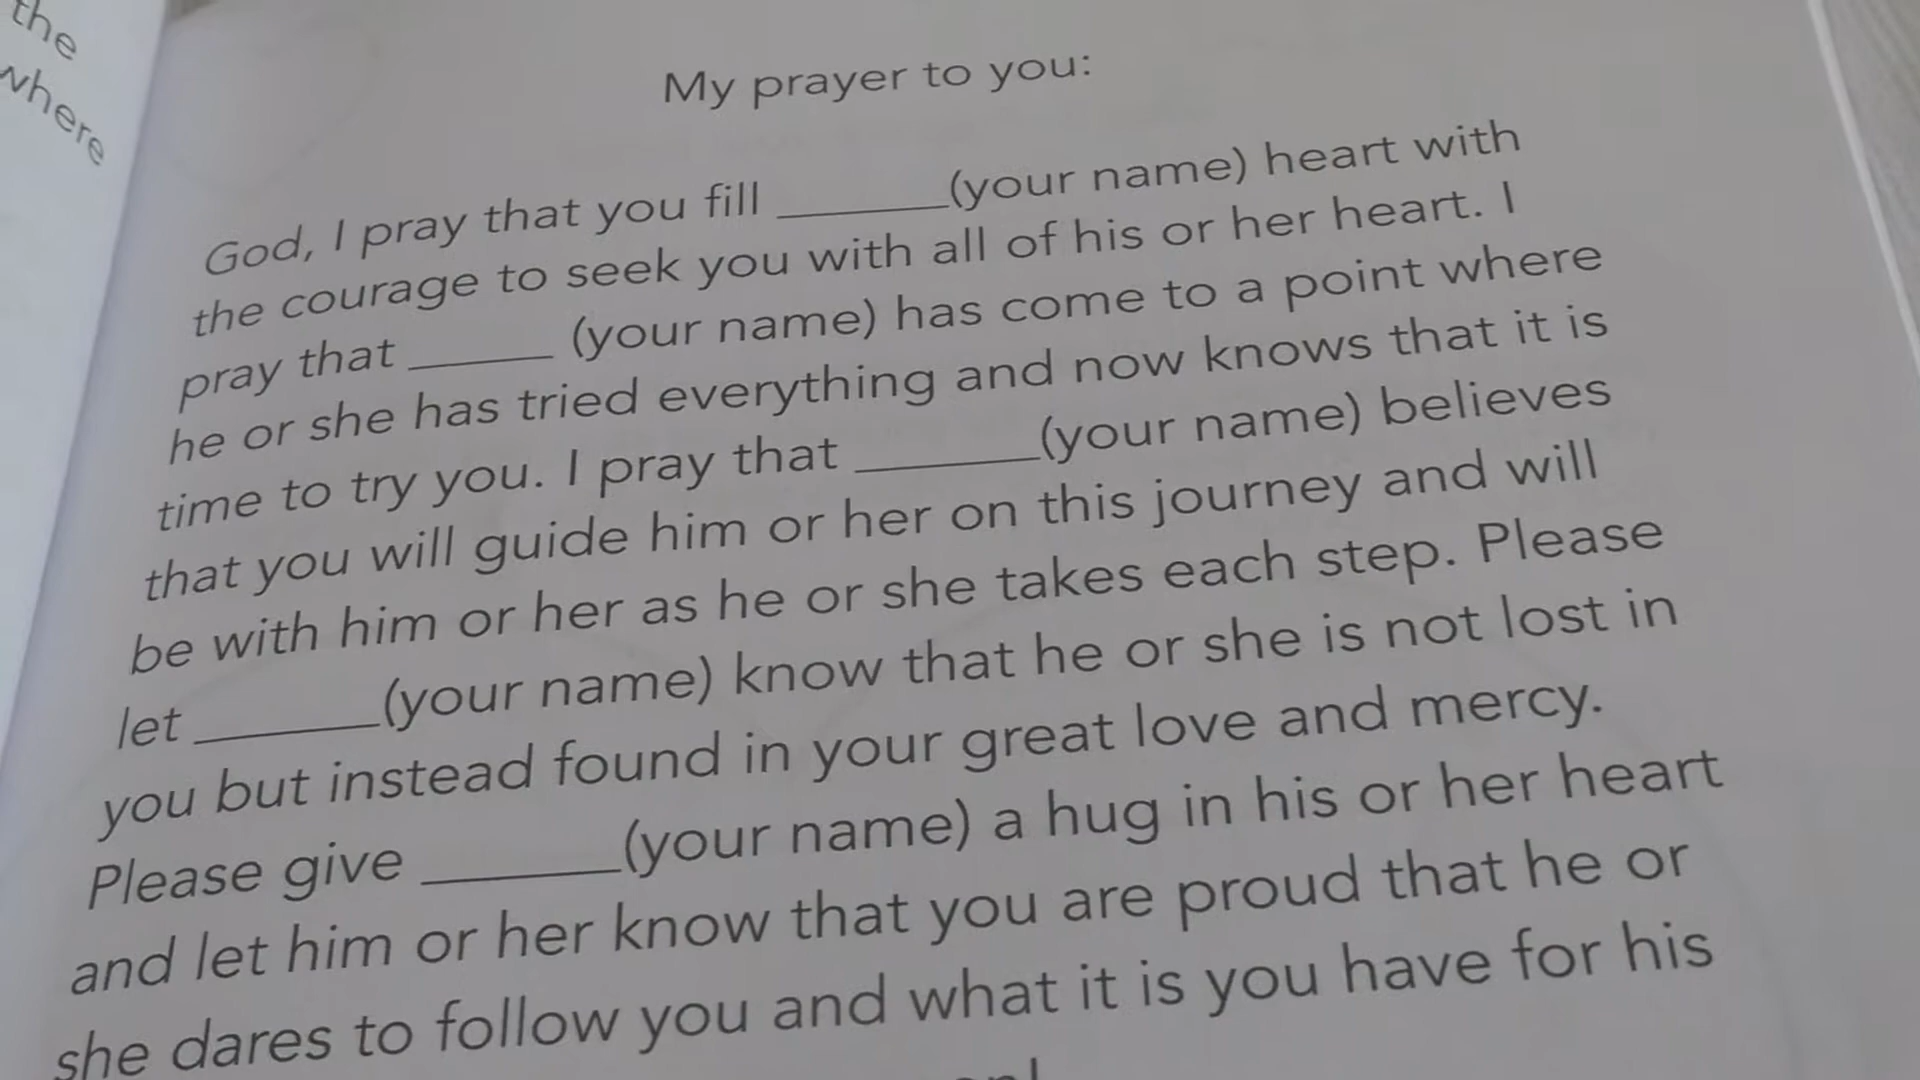 the
where
My prayer to you:
God, I pray that you fill ______(your name) heart with
the courage to seek you with all of his or her heart. I
pray that _____ (your name) has come to a point where
he or she has tried everything and now knows that it is
time to try you. I pray that ______(your name) believes
that you will guide him or her on this journey and will
be with him or her as he or she takes each step. Please
let ______(your name) know that he or she is not lost in
you but instead found in your great love and mercy.
Please give ______(your name) a hug in his or her heart
and let him or her know that you are proud that he or
she dares to follow you and what it is you have for his